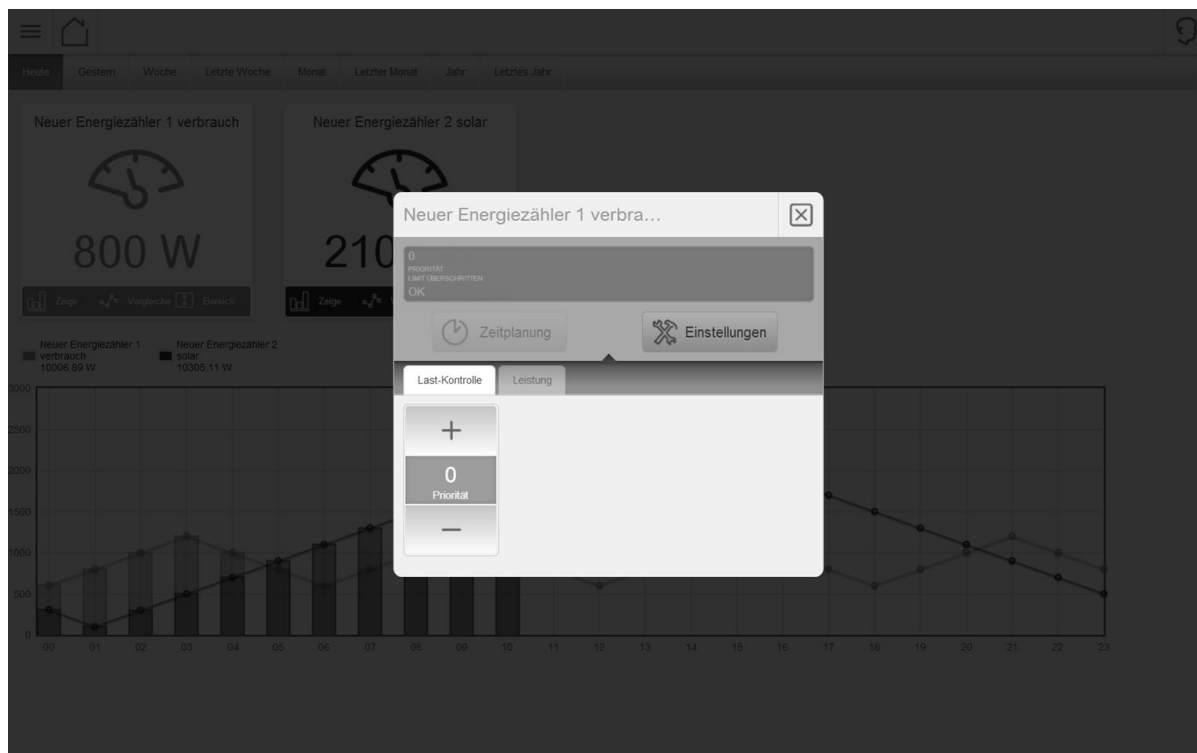 Heute Gestern Woche Letzte Woche Monat Letzter Monat Jahr Letztes Jahr
Neuer Energiezähler 1 verbrauch
800 W
Zeige Vergleiche Bereich
Neuer Energiezähler 2 solar
210
Zeige
Neuer Energiezähler 1 verbra...
0
PRIORITÄT
LIMIT ÜBERSCHRITTEN
OK
Zeitplanung Einstellungen
Last-Kontrolle Leistung
+
0
Priorität
–
Neuer Energiezähler 1
verbrauch
10006.89 W
Neuer Energiezähler 2
solar
10305.11 W
3000
2500
2000
1500
1000
500
0
00 01 02 03 04 05 06 07 08 09 10 11 12 13 14 15 16 17 18 19 20 21 22 23